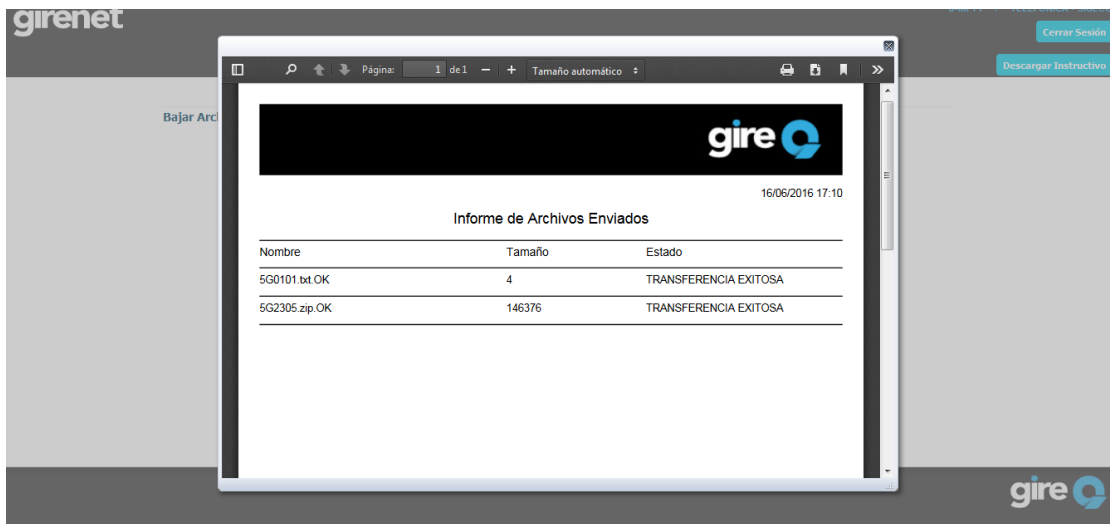 girenet
Cerrar Sesión
Descargar Instructivo
Página: 1 de 1 Tamaño automático
Bajar Arc
gire
16/06/2016 17:10
Informe de Archivos Enviados
Nombre Tamaño Estado
5G0101.txt.OK 4 TRANSFERENCIA EXITOSA
5G2305.zip.OK 146376 TRANSFERENCIA EXITOSA
gire